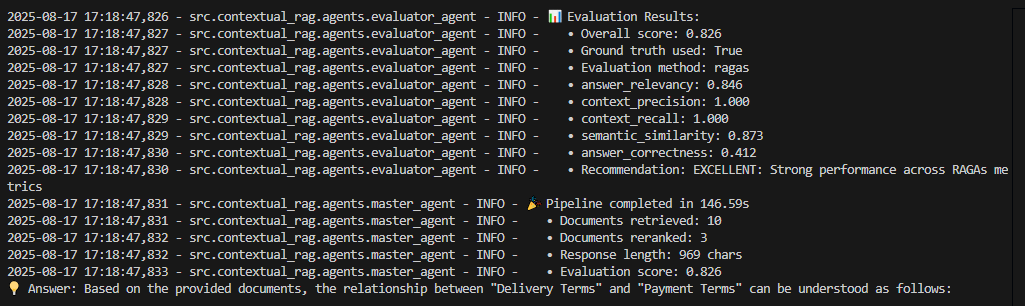 2025-08-17 17:18:47,826 - src.contextual_rag.agents.evaluator_agent - INFO - 📊 Evaluation Results:
2025-08-17 17:18:47,827 - src.contextual_rag.agents.evaluator_agent - INFO -    • Overall score: 0.826
2025-08-17 17:18:47,827 - src.contextual_rag.agents.evaluator_agent - INFO -    • Ground truth used: True
2025-08-17 17:18:47,827 - src.contextual_rag.agents.evaluator_agent - INFO -    • Evaluation method: ragas
2025-08-17 17:18:47,828 - src.contextual_rag.agents.evaluator_agent - INFO -    • answer_relevancy: 0.846
2025-08-17 17:18:47,828 - src.contextual_rag.agents.evaluator_agent - INFO -    • context_precision: 1.000
2025-08-17 17:18:47,829 - src.contextual_rag.agents.evaluator_agent - INFO -    • context_recall: 1.000
2025-08-17 17:18:47,829 - src.contextual_rag.agents.evaluator_agent - INFO -    • semantic_similarity: 0.873
2025-08-17 17:18:47,830 - src.contextual_rag.agents.evaluator_agent - INFO -    • answer_correctness: 0.412
2025-08-17 17:18:47,830 - src.contextual_rag.agents.evaluator_agent - INFO -    • Recommendation: EXCELLENT: Strong performance across RAGAs me
trics
2025-08-17 17:18:47,831 - src.contextual_rag.agents.master_agent - INFO - 🎉 Pipeline completed in 146.59s
2025-08-17 17:18:47,831 - src.contextual_rag.agents.master_agent - INFO -    • Documents retrieved: 10
2025-08-17 17:18:47,832 - src.contextual_rag.agents.master_agent - INFO -    • Documents reranked: 3
2025-08-17 17:18:47,832 - src.contextual_rag.agents.master_agent - INFO -    • Response length: 969 chars
2025-08-17 17:18:47,833 - src.contextual_rag.agents.master_agent - INFO -    • Evaluation score: 0.826
💡 Answer: Based on the provided documents, the relationship between "Delivery Terms" and "Payment Terms" can be understood as follows: